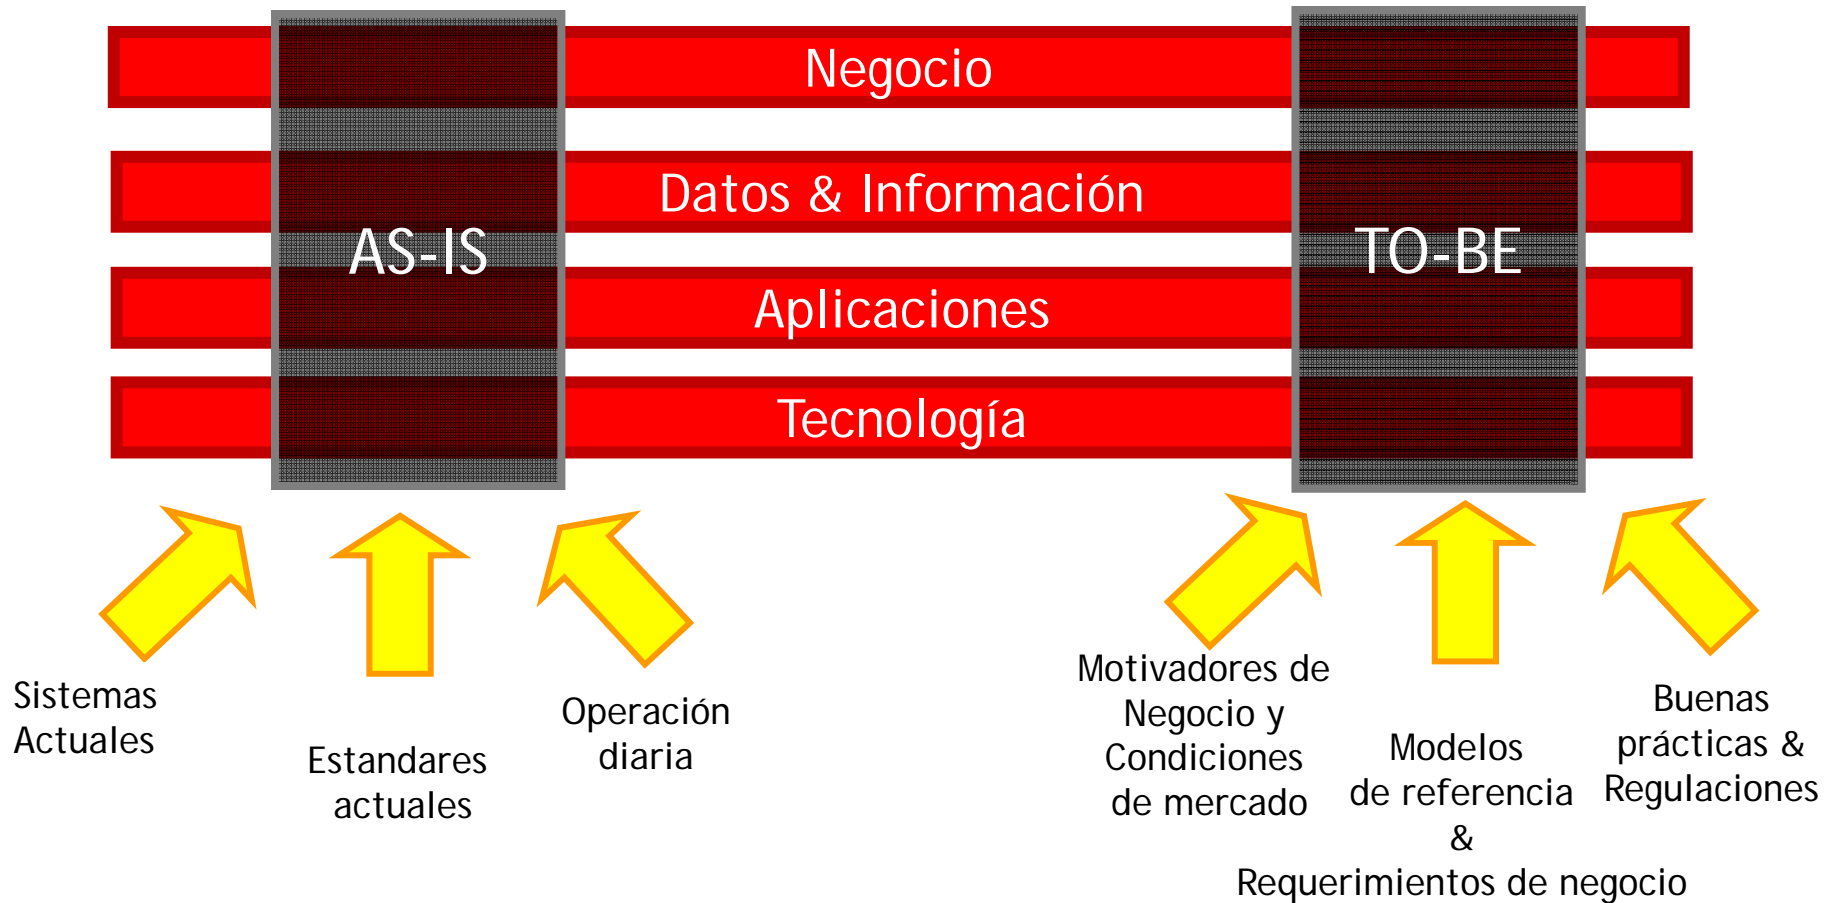 Negocio
Datos & Información
AS-IS
TO-BE
Aplicaciones
Tecnología
Sistemas
Actuales
Estandares
actuales
Operación
diaria
Motivadores de
Negocio y
Condiciones
de mercado
Modelos
de referencia
&
Requerimientos de negocio
Buenas
prácticas &
Regulaciones